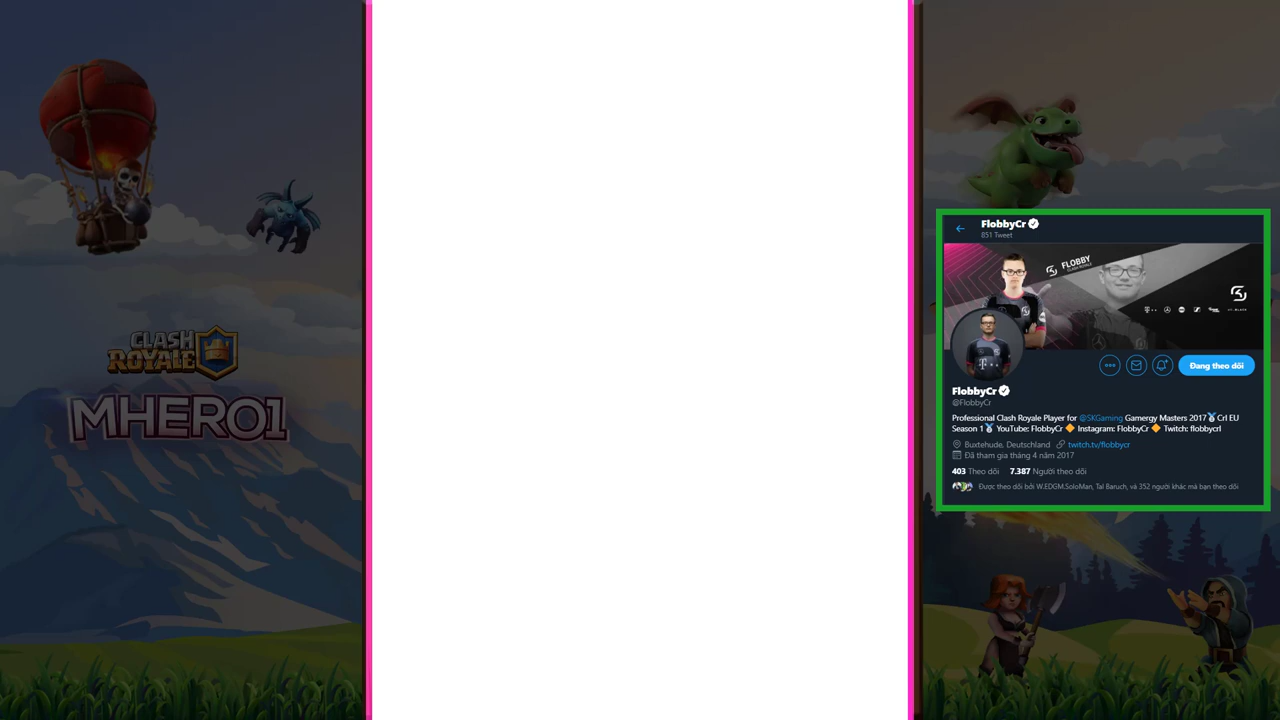 CLASH
ROYALE
MHERO1
FlobbyCr
851 Tweet
FLOBBY
CLASH ROYALE
FlobbyCr
@FlobbyCr
Đang theo dõi
Professional Clash Royale Player for @SKGaming Gamergy Masters 2017🥈Crl EU
Season 1🥈 YouTube: FlobbyCr 🔶 Instagram: FlobbyCr 🔶 Twitch: flobbycrl
Buxtehude, Deutschland twitch.tv/flobbycr
Đã tham gia tháng 4 năm 2017
403 Theo dõi 7.387 Người theo dõi
Được theo dõi bởi W.EDGM.SoloMan, Tal Baruch, và 352 người khác mà bạn theo dõi